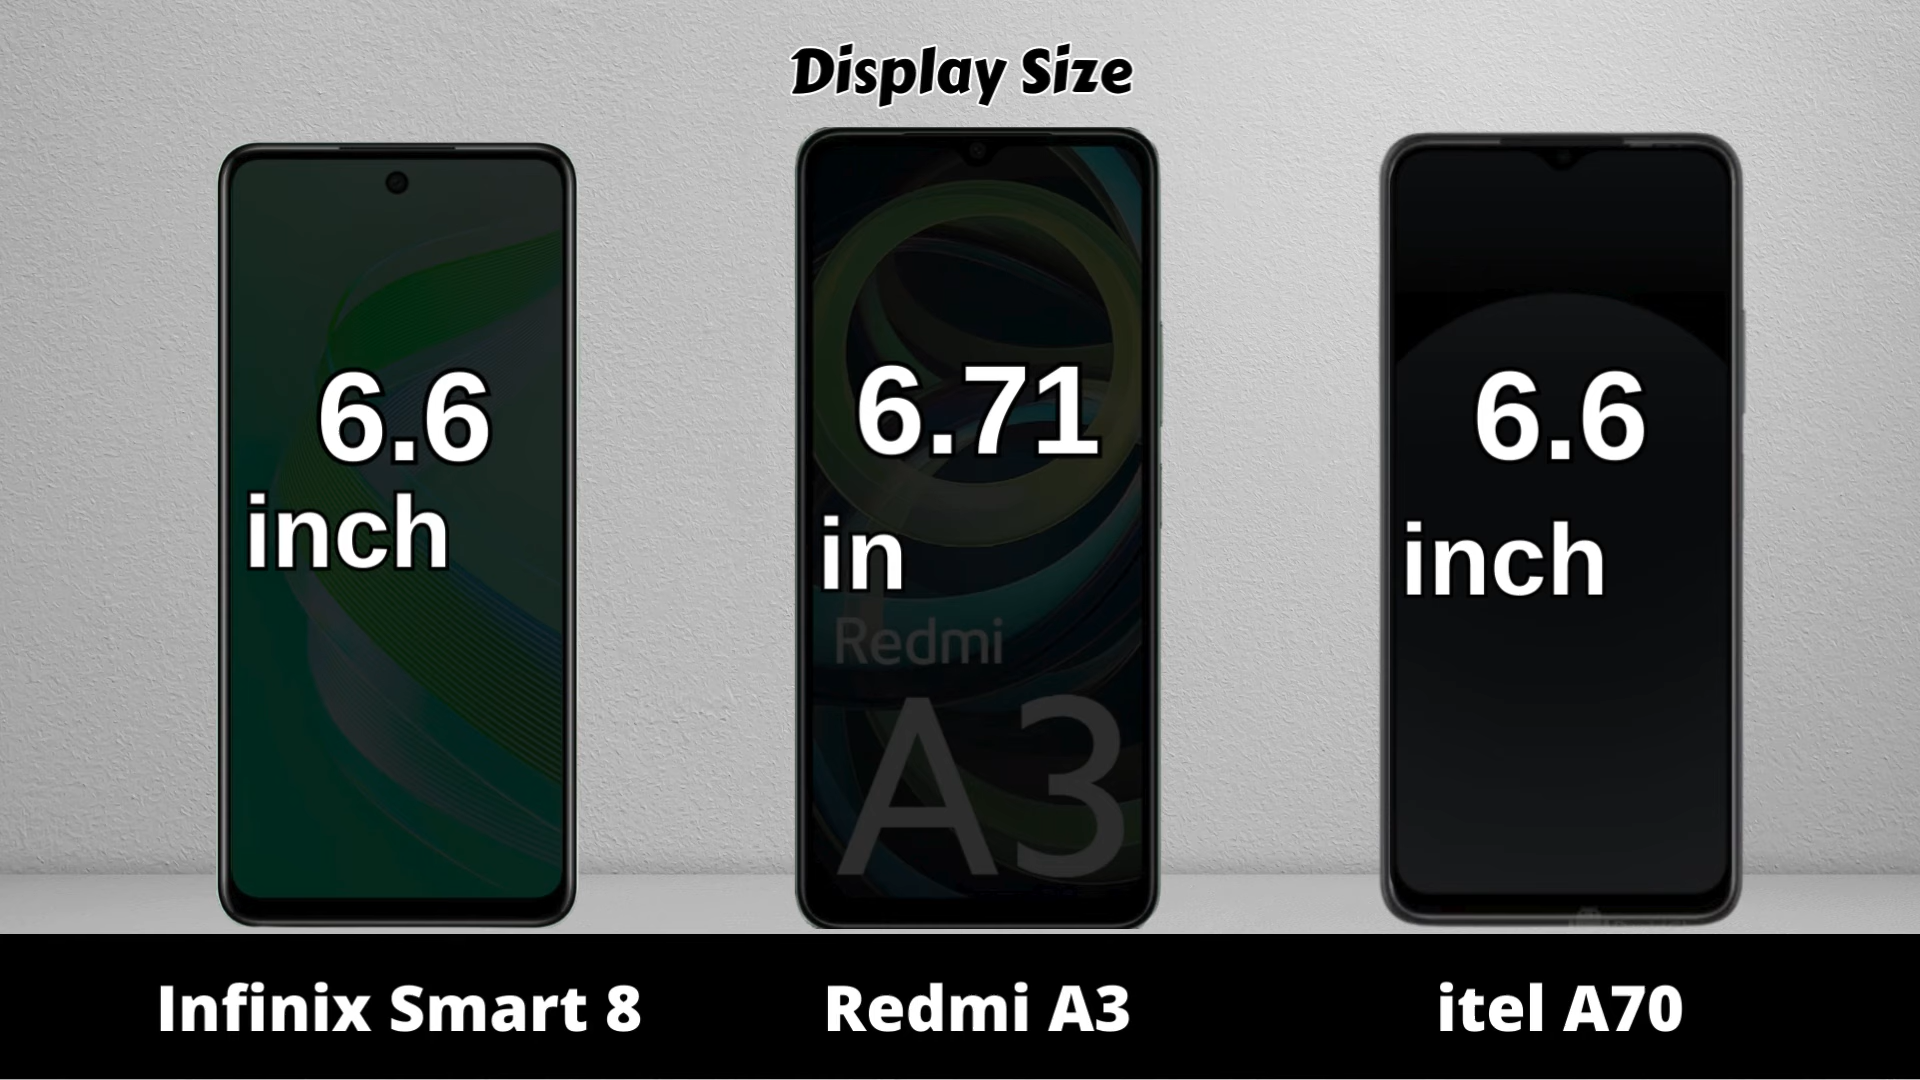 Display Size
6.6
inch
6.71
in
Redmi
A3
6.6
inch
Infinix Smart 8
Redmi A3
itel A70